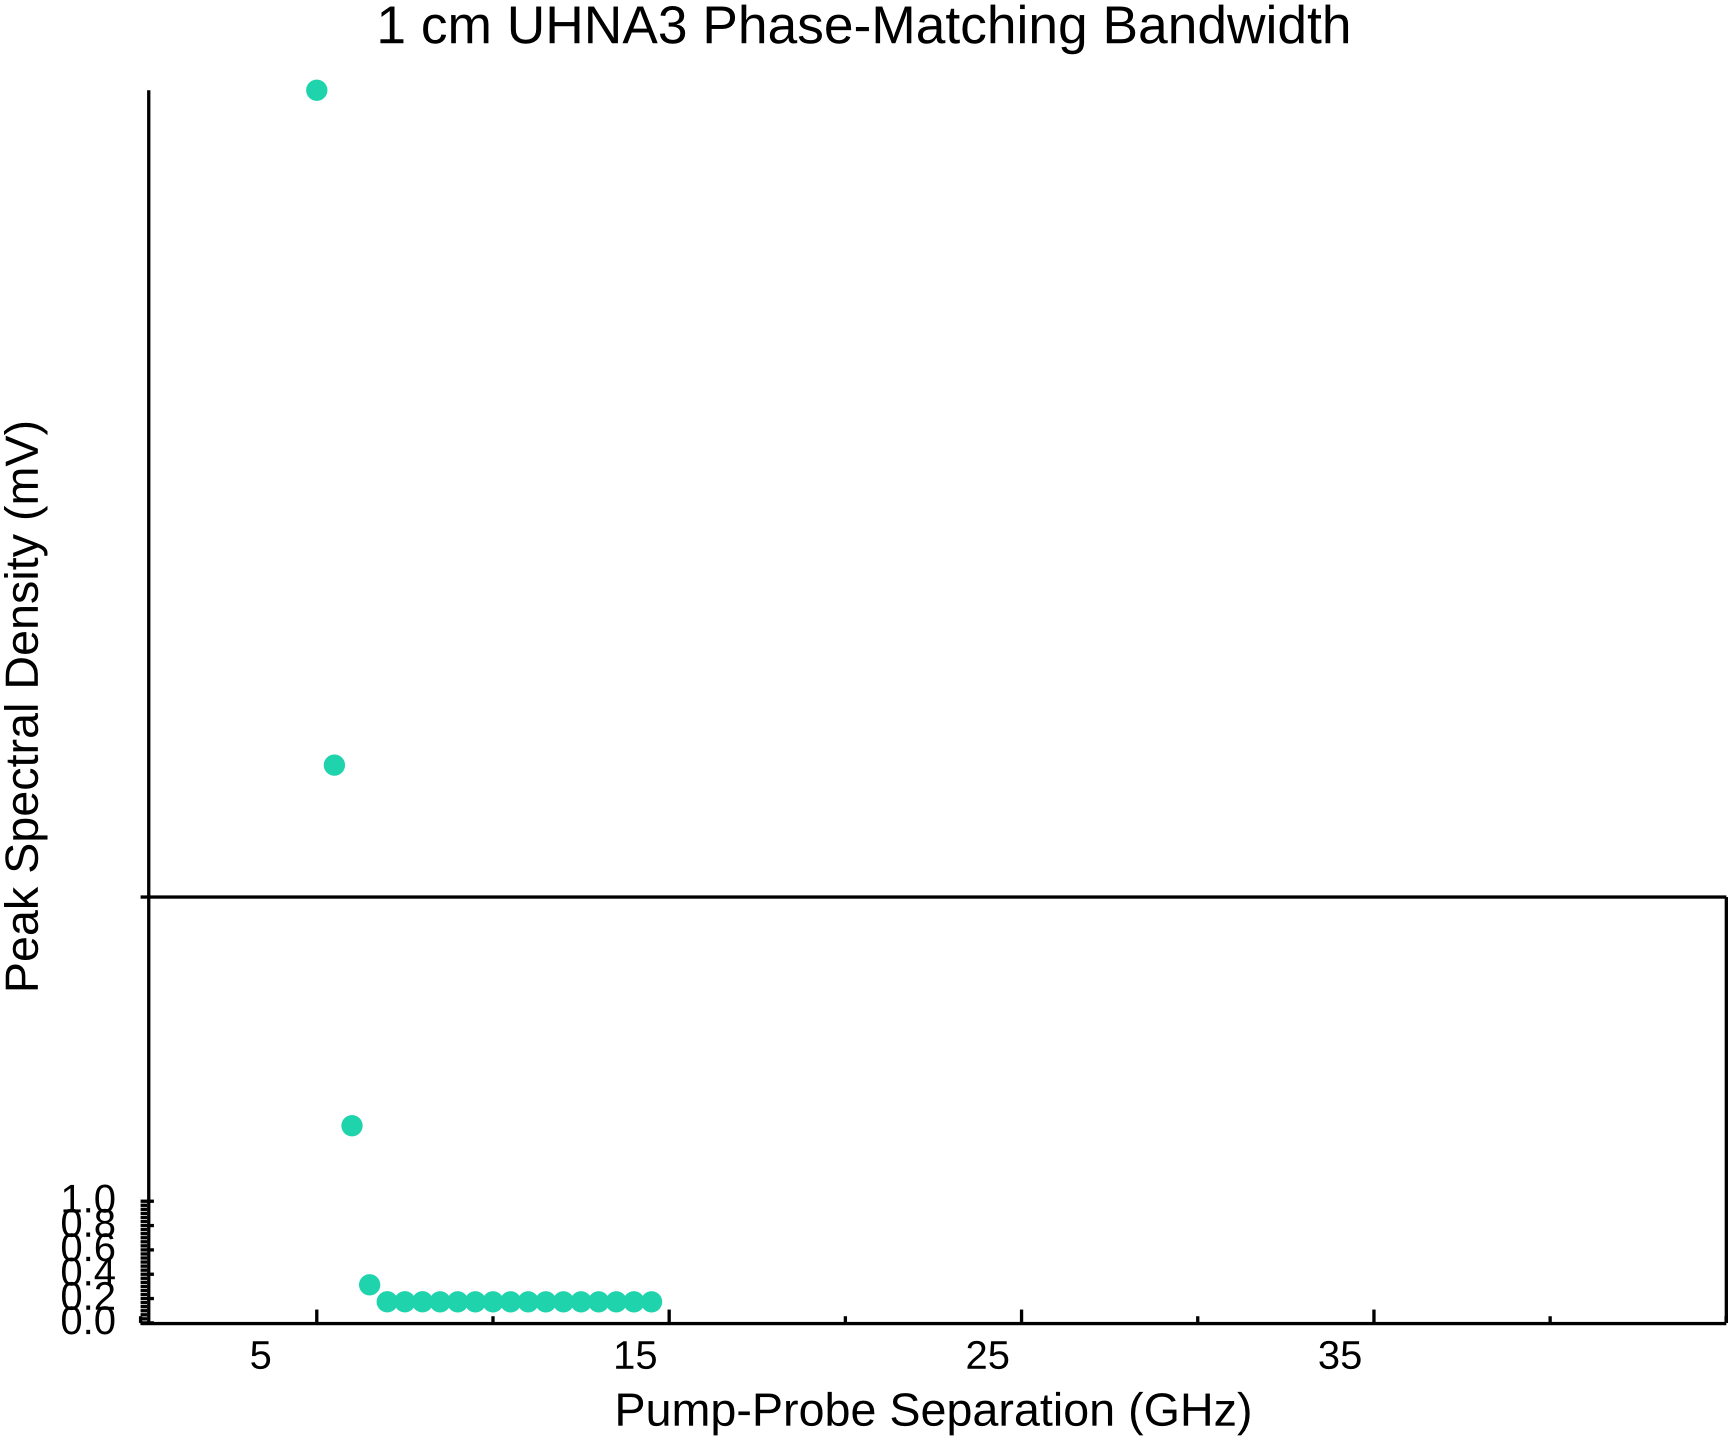 1 cm UHNA3 Phase-Matching Bandwidth
Peak Spectral Density (mV)
1.0
0.8
0.6
0.4
0.2
0.0
5 15 25 35
Pump-Probe Separation (GHz)